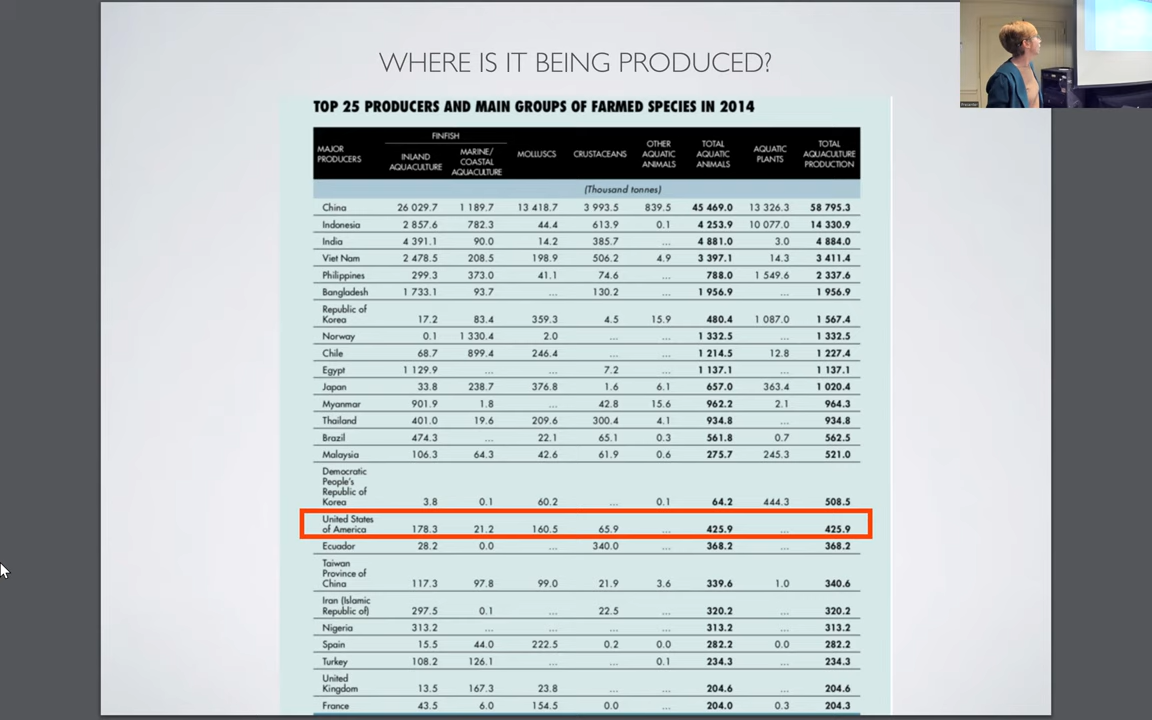 WHERE IS IT BEING PRODUCED?
TOP 25 PRODUCERS AND MAIN GROUPS OF FARMED SPECIES IN 2014
MAJOR PRODUCERS FINFISH INLAND AQUACULTURE MARINE/ COASTAL AQUACULTURE MOLLUSCS CRUSTACEANS OTHER AQUATIC ANIMALS TOTAL AQUATIC ANIMALS AQUATIC PLANTS TOTAL AQUACULTURE PRODUCTION
(Thousand tonnes)
China 26 029.7 1 189.7 13 418.7 3 993.5 839.5 45 469.0 13 326.3 58 795.3
Indonesia 2 857.6 782.3 44.4 613.9 0.1 4 253.9 10 077.0 14 330.9
India 4 391.1 90.0 14.2 385.7 ... 4 881.0 3.0 4 884.0
Viet Nam 2 478.5 208.5 198.9 506.2 4.9 3 397.1 14.3 3 411.4
Philippines 299.3 373.0 41.1 74.6 ... 788.0 1 549.6 2 337.6
Bangladesh 1 733.1 93.7 ... 130.2 ... 1 956.9 ... 1 956.9
Republic of
Korea 17.2 83.4 359.3 4.5 15.9 480.4 1 087.0 1 567.4
Norway 0.1 1 330.4 2.0 ... ... 1 332.5 ... 1 332.5
Chile 68.7 899.4 246.4 ... ... 1 214.5 12.8 1 227.4
Egypt 1 129.9 ... ... 7.2 ... 1 137.1 ... 1 137.1
Japan 33.8 238.7 376.8 1.6 6.1 657.0 363.4 1 020.4
Myanmar 901.9 1.8 ... 42.8 15.6 962.2 2.1 964.3
Thailand 401.0 19.6 209.6 300.4 4.1 934.8 ... 934.8
Brazil 474.3 ... 22.1 65.1 0.3 561.8 0.7 562.5
Malaysia 106.3 64.3 42.6 61.9 0.6 275.7 245.3 521.0
Democratic
People's
Republic of
Korea 3.8 0.1 60.2 ... 0.1 64.2 444.3 508.5
United States
of America 178.3 21.2 160.5 65.9 ... 425.9 ... 425.9
Ecuador 28.2 0.0 ... 340.0 ... 368.2 ... 368.2
Taiwan
Province of
China 117.3 97.8 99.0 21.9 3.6 339.6 1.0 340.6
Iran (Islamic
Republic of) 297.5 0.1 ... 22.5 ... 320.2 ... 320.2
Nigeria 313.2 ... ... ... ... 313.2 ... 313.2
Spain 15.5 44.0 222.5 0.2 0.0 282.2 0.0 282.2
Turkey 108.2 126.1 ... ... 0.1 234.3 ... 234.3
United
Kingdom 13.5 167.3 23.8 ... ... 204.6 ... 204.6
France 43.5 6.0 154.5 0.0 ... 204.0 0.3 204.3